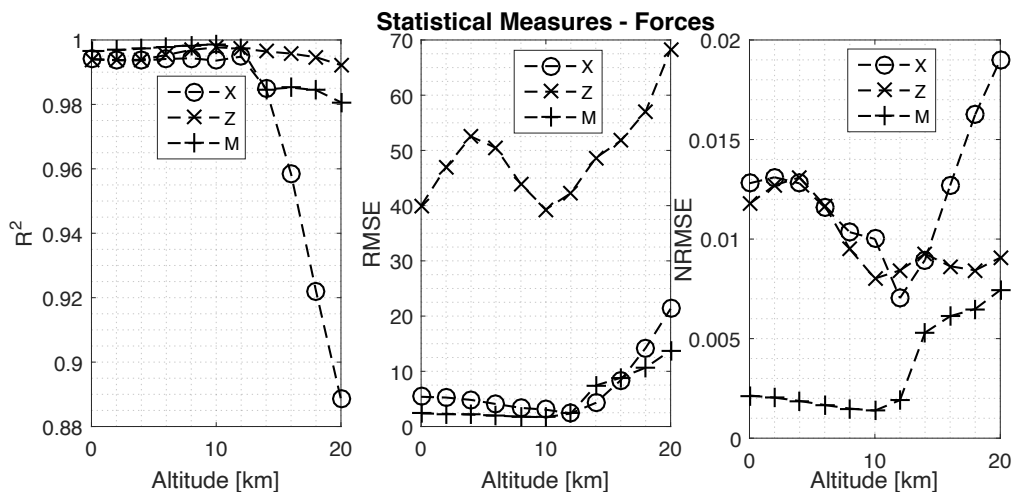 Statistical Measures - Forces
1
0.98
0.96
0.94
0.92
0.9
0.88
R2
0
10
20
Altitude [km]
X
Z
M
70
60
50
40
30
20
10
0
RMSE
0
10
20
Altitude [km]
X
Z
M
0.02
0.015
0.01
0.005
0
NRMSE
0
10
20
Altitude [km]
X
Z
M